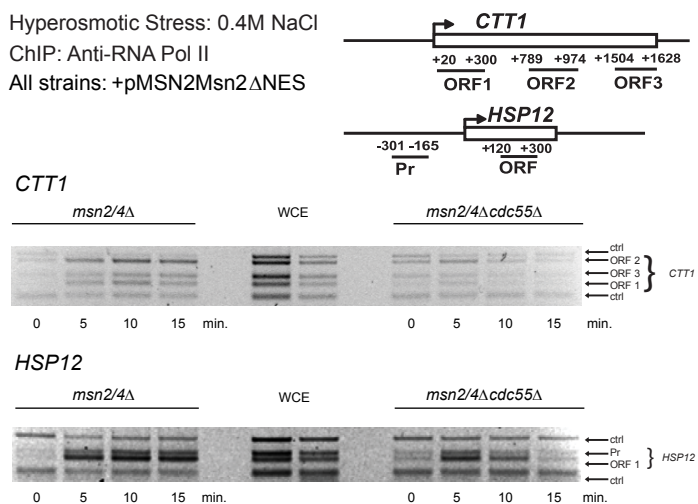 Hyperosmotic Stress: 0.4M NaCl
ChIP: Anti-RNA Pol II
All strains: +pMSN2Msn2ΔNES
CTT1
+20 +300 +789 +974 +1504 +1628
ORF1 ORF2 ORF3
HSP12
-301 -165 +120 +300
Pr ORF
CTT1
msn2/4Δ WCE msn2/4Δcdc55Δ
ctrl
ORF 2
ORF 3
ORF 1
ctrl
CTT1
0 5 10 15 min. 0 5 10 15 min.
HSP12
msn2/4Δ WCE msn2/4Δcdc55Δ
ctrl
Pr
ORF 1
ctrl
HSP12
0 5 10 15 min. 0 5 10 15 min.